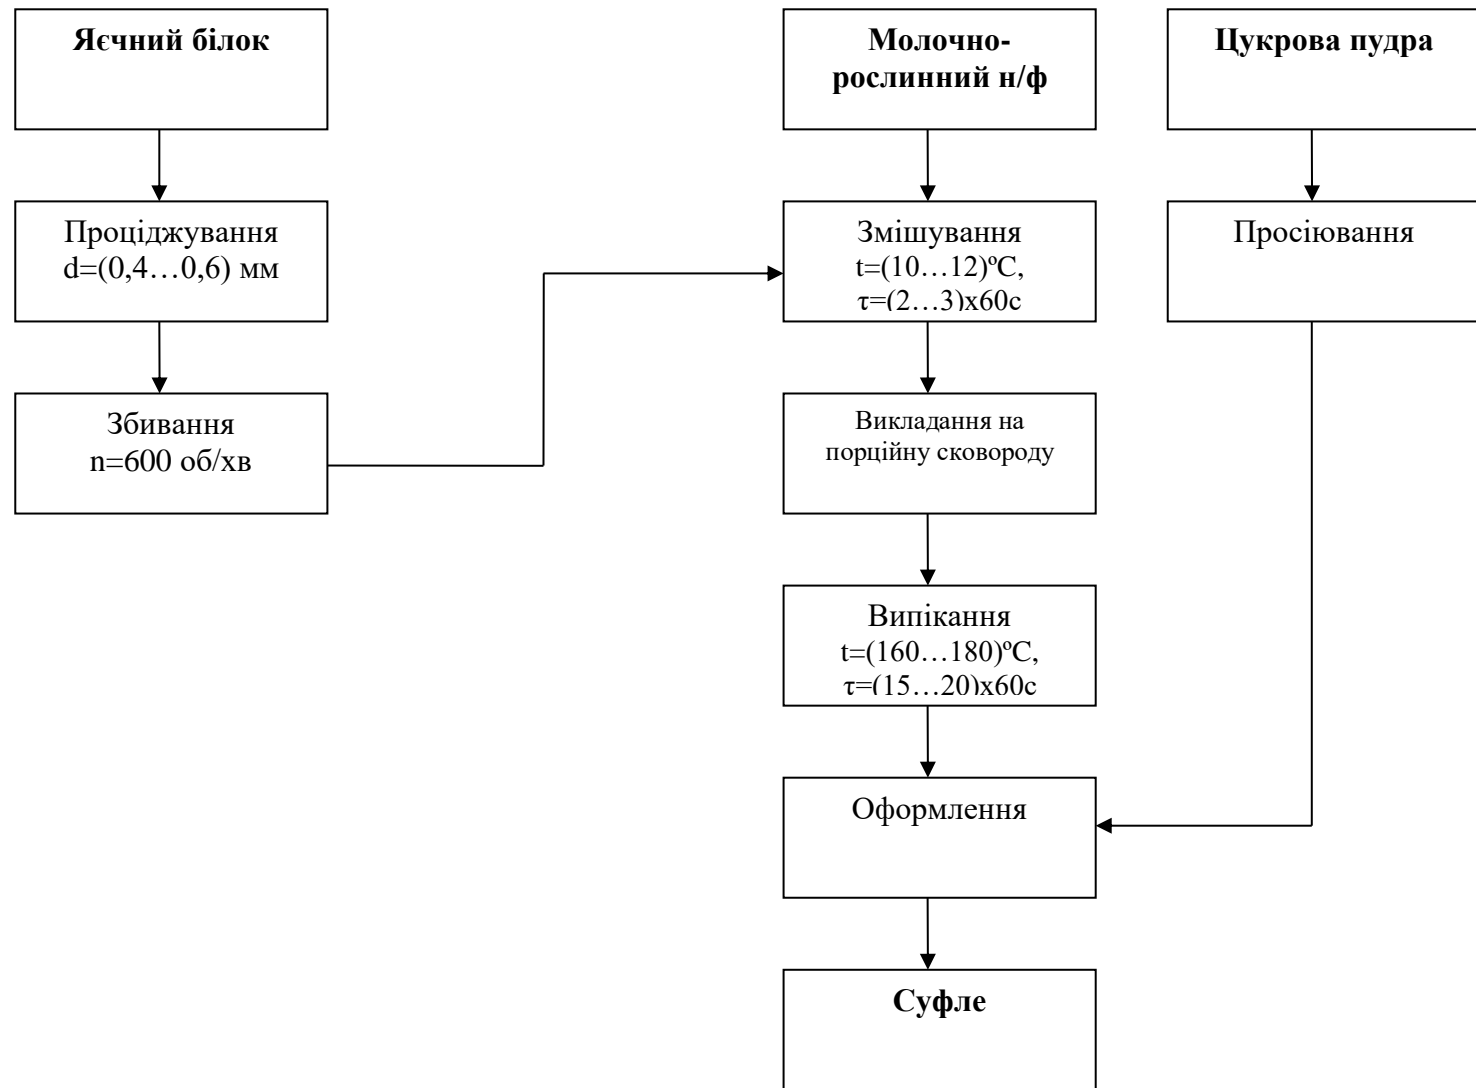 Яєчний білок
Молочно-
рослинний н/ф
Цукрова пудра
Проціджування
d=(0,4…0,6) мм
Змішування
t=(10…12)ºС,
τ=(2…3)х60с
Просіювання
Збивання
n=600 об/хв
Викладання на
порційну сковороду
Випікання
t=(160…180)ºС,
τ=(15…20)х60с
Оформлення
Суфле